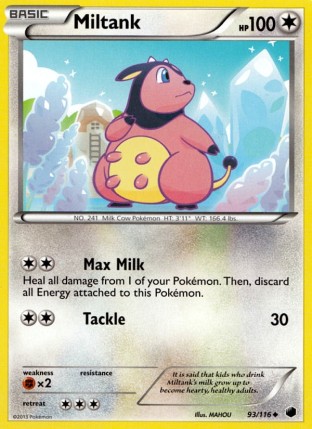 BASIC
Miltank
HP 100
NO. 241 Milk Cow Pokémon. HT. 3'11" WT. 166.4 lbs.
Max Milk
Heal all damage from 1 of your Pokémon. Then, discard
all Energy attached to this Pokémon.
Tackle 30
weakness resistance
×2
retreat
It is said that kids who drink
Miltank's milk grow up to
become hearty, healthy adults.
©2013 Pokémon
Illus. MAHOU 93/116